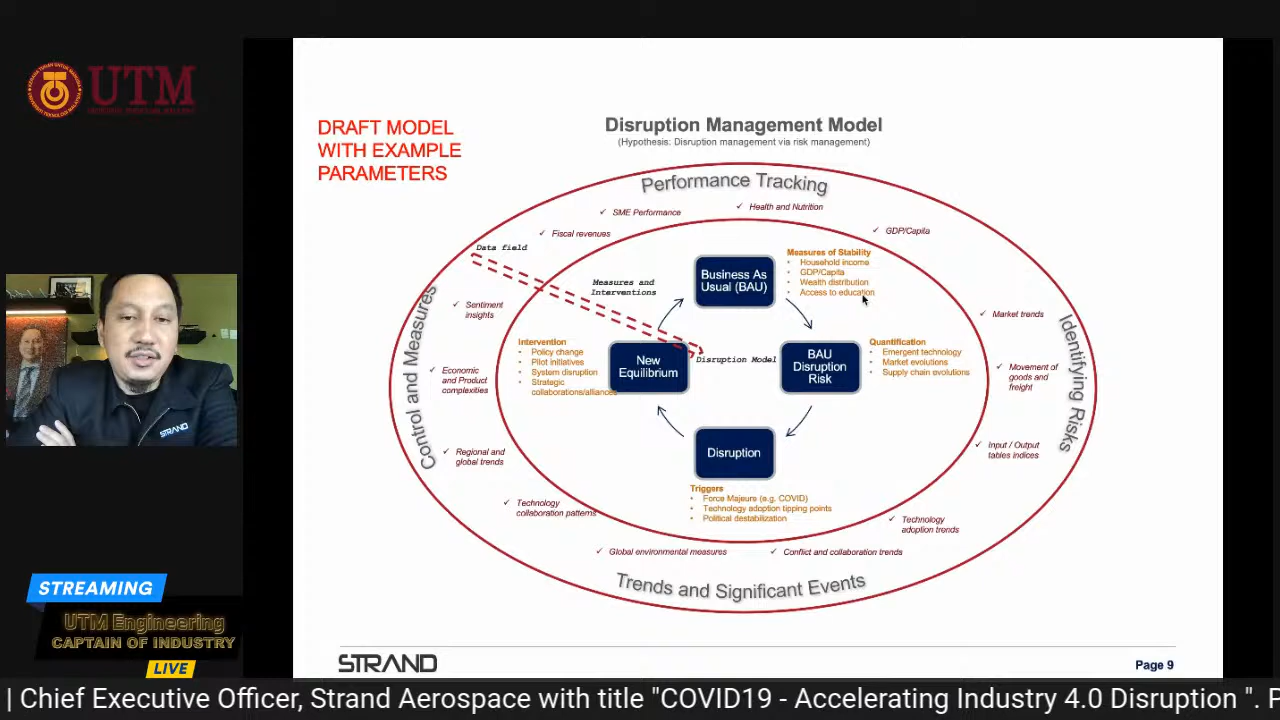 UTM
DRAFT MODEL
WITH EXAMPLE
PARAMETERS
Disruption Management Model
(Hypothesis: Disruption management via risk management)
Performance Tracking
✓ SME Performance
✓ Health and Nutrition
✓ Fiscal revenues
✓ GDP/Capita
Data field
Measures and
Interventions
Business As
Usual (BAU)
Measures of Stability
• Household income
• GDP/Capita
• Wealth distribution
• Access to education
Control and Measures
✓ Sentiment
insights
✓ Market trends
Identifying Risks
Intervention
• Policy change
• Pilot initiatives
• System disruption
• Strategic
collaborations/alliances
New
Equilibrium
Disruption Model
BAU
Disruption
Risk
Quantification
• Emergent technology
• Market evolutions
• Supply chain evolutions
✓ Economic
and Product
complexities
✓ Movement of
goods and
freight
Disruption
✓ Regional and
global trends
✓ Input / Output
tables indices
Triggers
• Force Majeure (e.g. COVID)
• Technology adoption tipping points
• Political destabilization
✓ Technology
collaboration patterns
✓ Technology
adoption trends
✓ Global environmental measures
✓ Conflict and collaboration trends
Trends and Significant Events
STRAND
STRAND
Page 9
STREAMING
UTM Engineering
CAPTAIN OF INDUSTRY
LIVE
| Chief Executive Officer, Strand Aerospace with title "COVID19 - Accelerating Industry 4.0 Disruption ". P